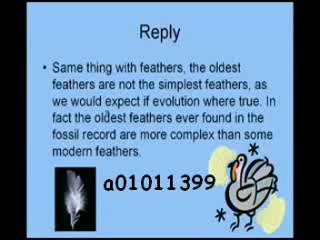 Reply
• Same thing with feathers, the oldest
feathers are not the simplest feathers, as
we would expect if evolution where true. In
fact the oldest feathers ever found in the
fossil record are more complex than some
modern feathers.
a01011399